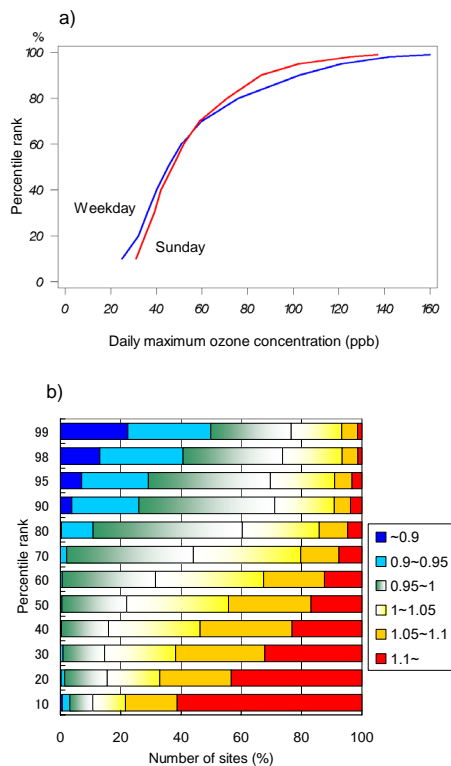 a)
%
100
80
60
40
20
0
Percentile rank
Weekday
Sunday
0 20 40 60 80 100 120 140 160
Daily maximum ozone concentration (ppb)
b)
99
98
95
90
80
70
60
50
40
30
20
10
Percentile rank
0 20 40 60 80 100
Number of sites (%)
~0.9
0.9~0.95
0.95~1
1~1.05
1.05~1.1
1.1~